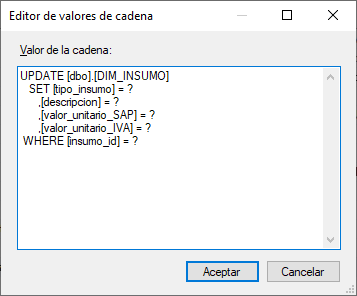 Editor de valores de cadena
Valor de la cadena:
UPDATE [dbo].[DIM_INSUMO]
SET [tipo_insumo] = ?
,[descripcion] = ?
,[valor_unitario_SAP] = ?
,[valor_unitario_IVA] = ?
WHERE [insumo_id] = ?
Aceptar
Cancelar